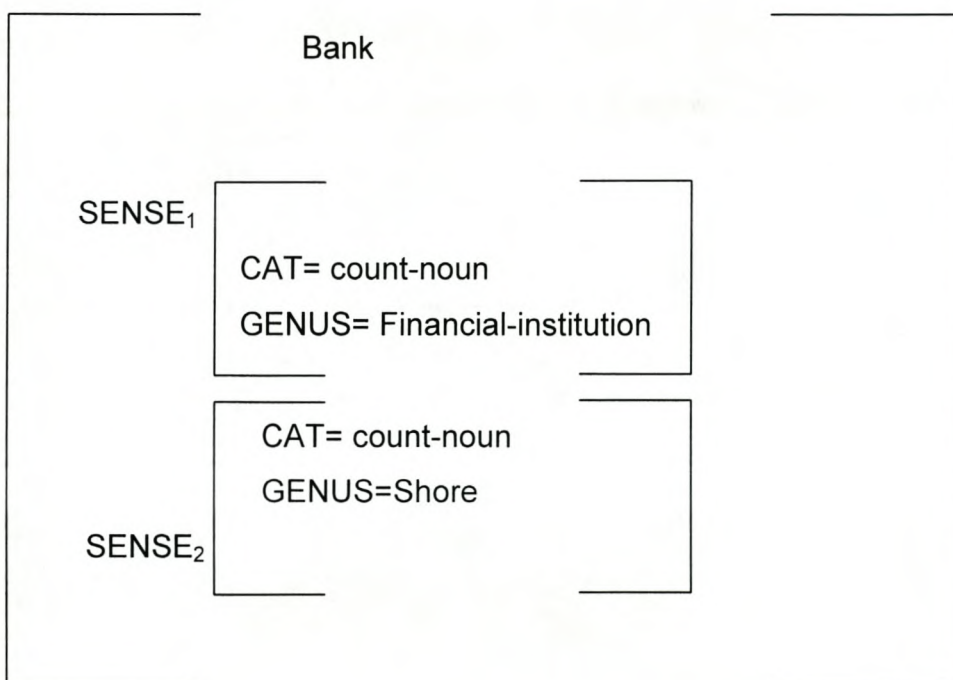 Bank
SENSE₁
CAT= count-noun
GENUS= Financial-institution
CAT= count-noun
GENUS=Shore
SENSE₂